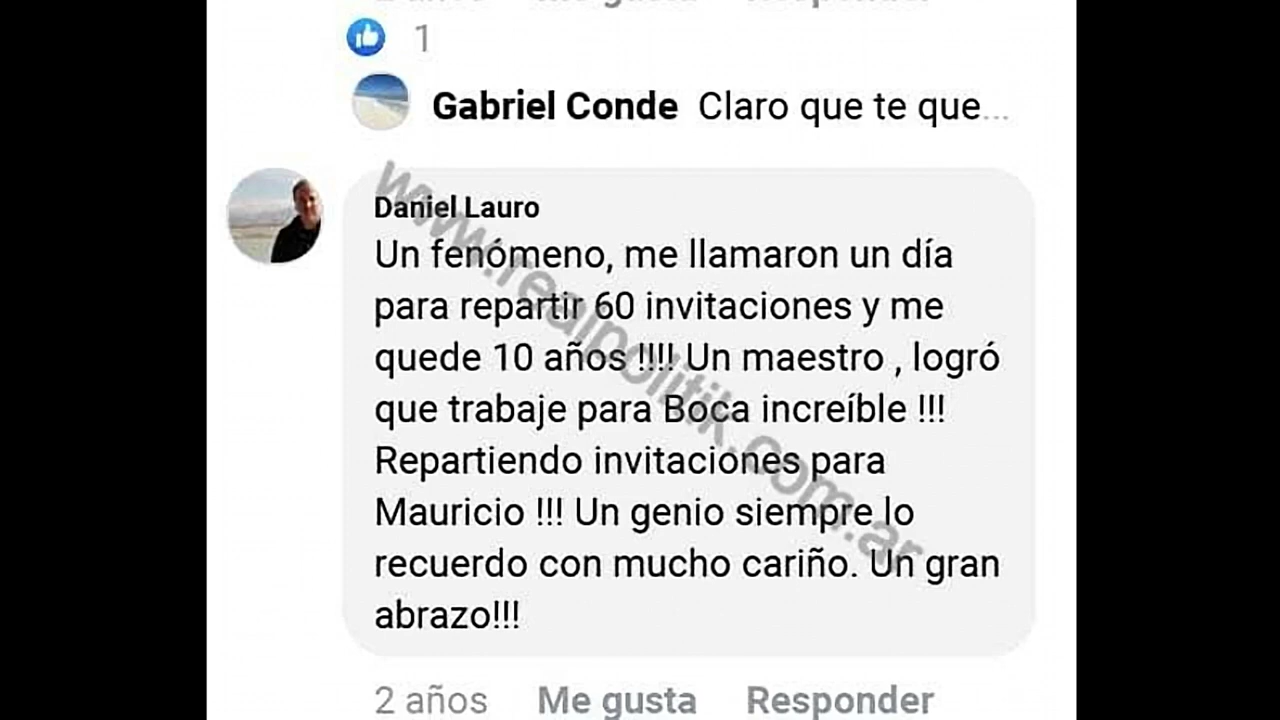 1
Gabriel Conde Claro que te que...
Daniel Lauro
Un fenómeno, me llamaron un día
para repartir 60 invitaciones y me
quede 10 años !!!! Un maestro , logró
que trabaje para Boca increíble !!!
Repartiendo invitaciones para
Mauricio !!! Un genio siempre lo
recuerdo con mucho cariño. Un gran
abrazo!!!
2 años Me gusta Responder
www.realpolitik.com.ar